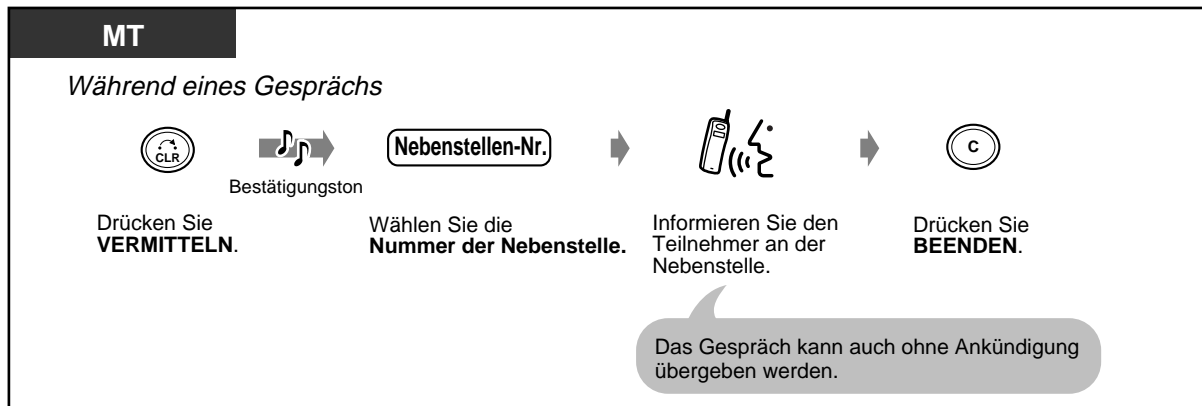 MT
Während eines Gesprächs
CLR
Bestätigungston
Nebenstellen-Nr.
C
Drücken Sie
VERMITTELN.
Wählen Sie die
Nummer der Nebenstelle.
Informieren Sie den
Teilnehmer an der
Nebenstelle.
Drücken Sie
BEENDEN.
Das Gespräch kann auch ohne Ankündigung
übergeben werden.